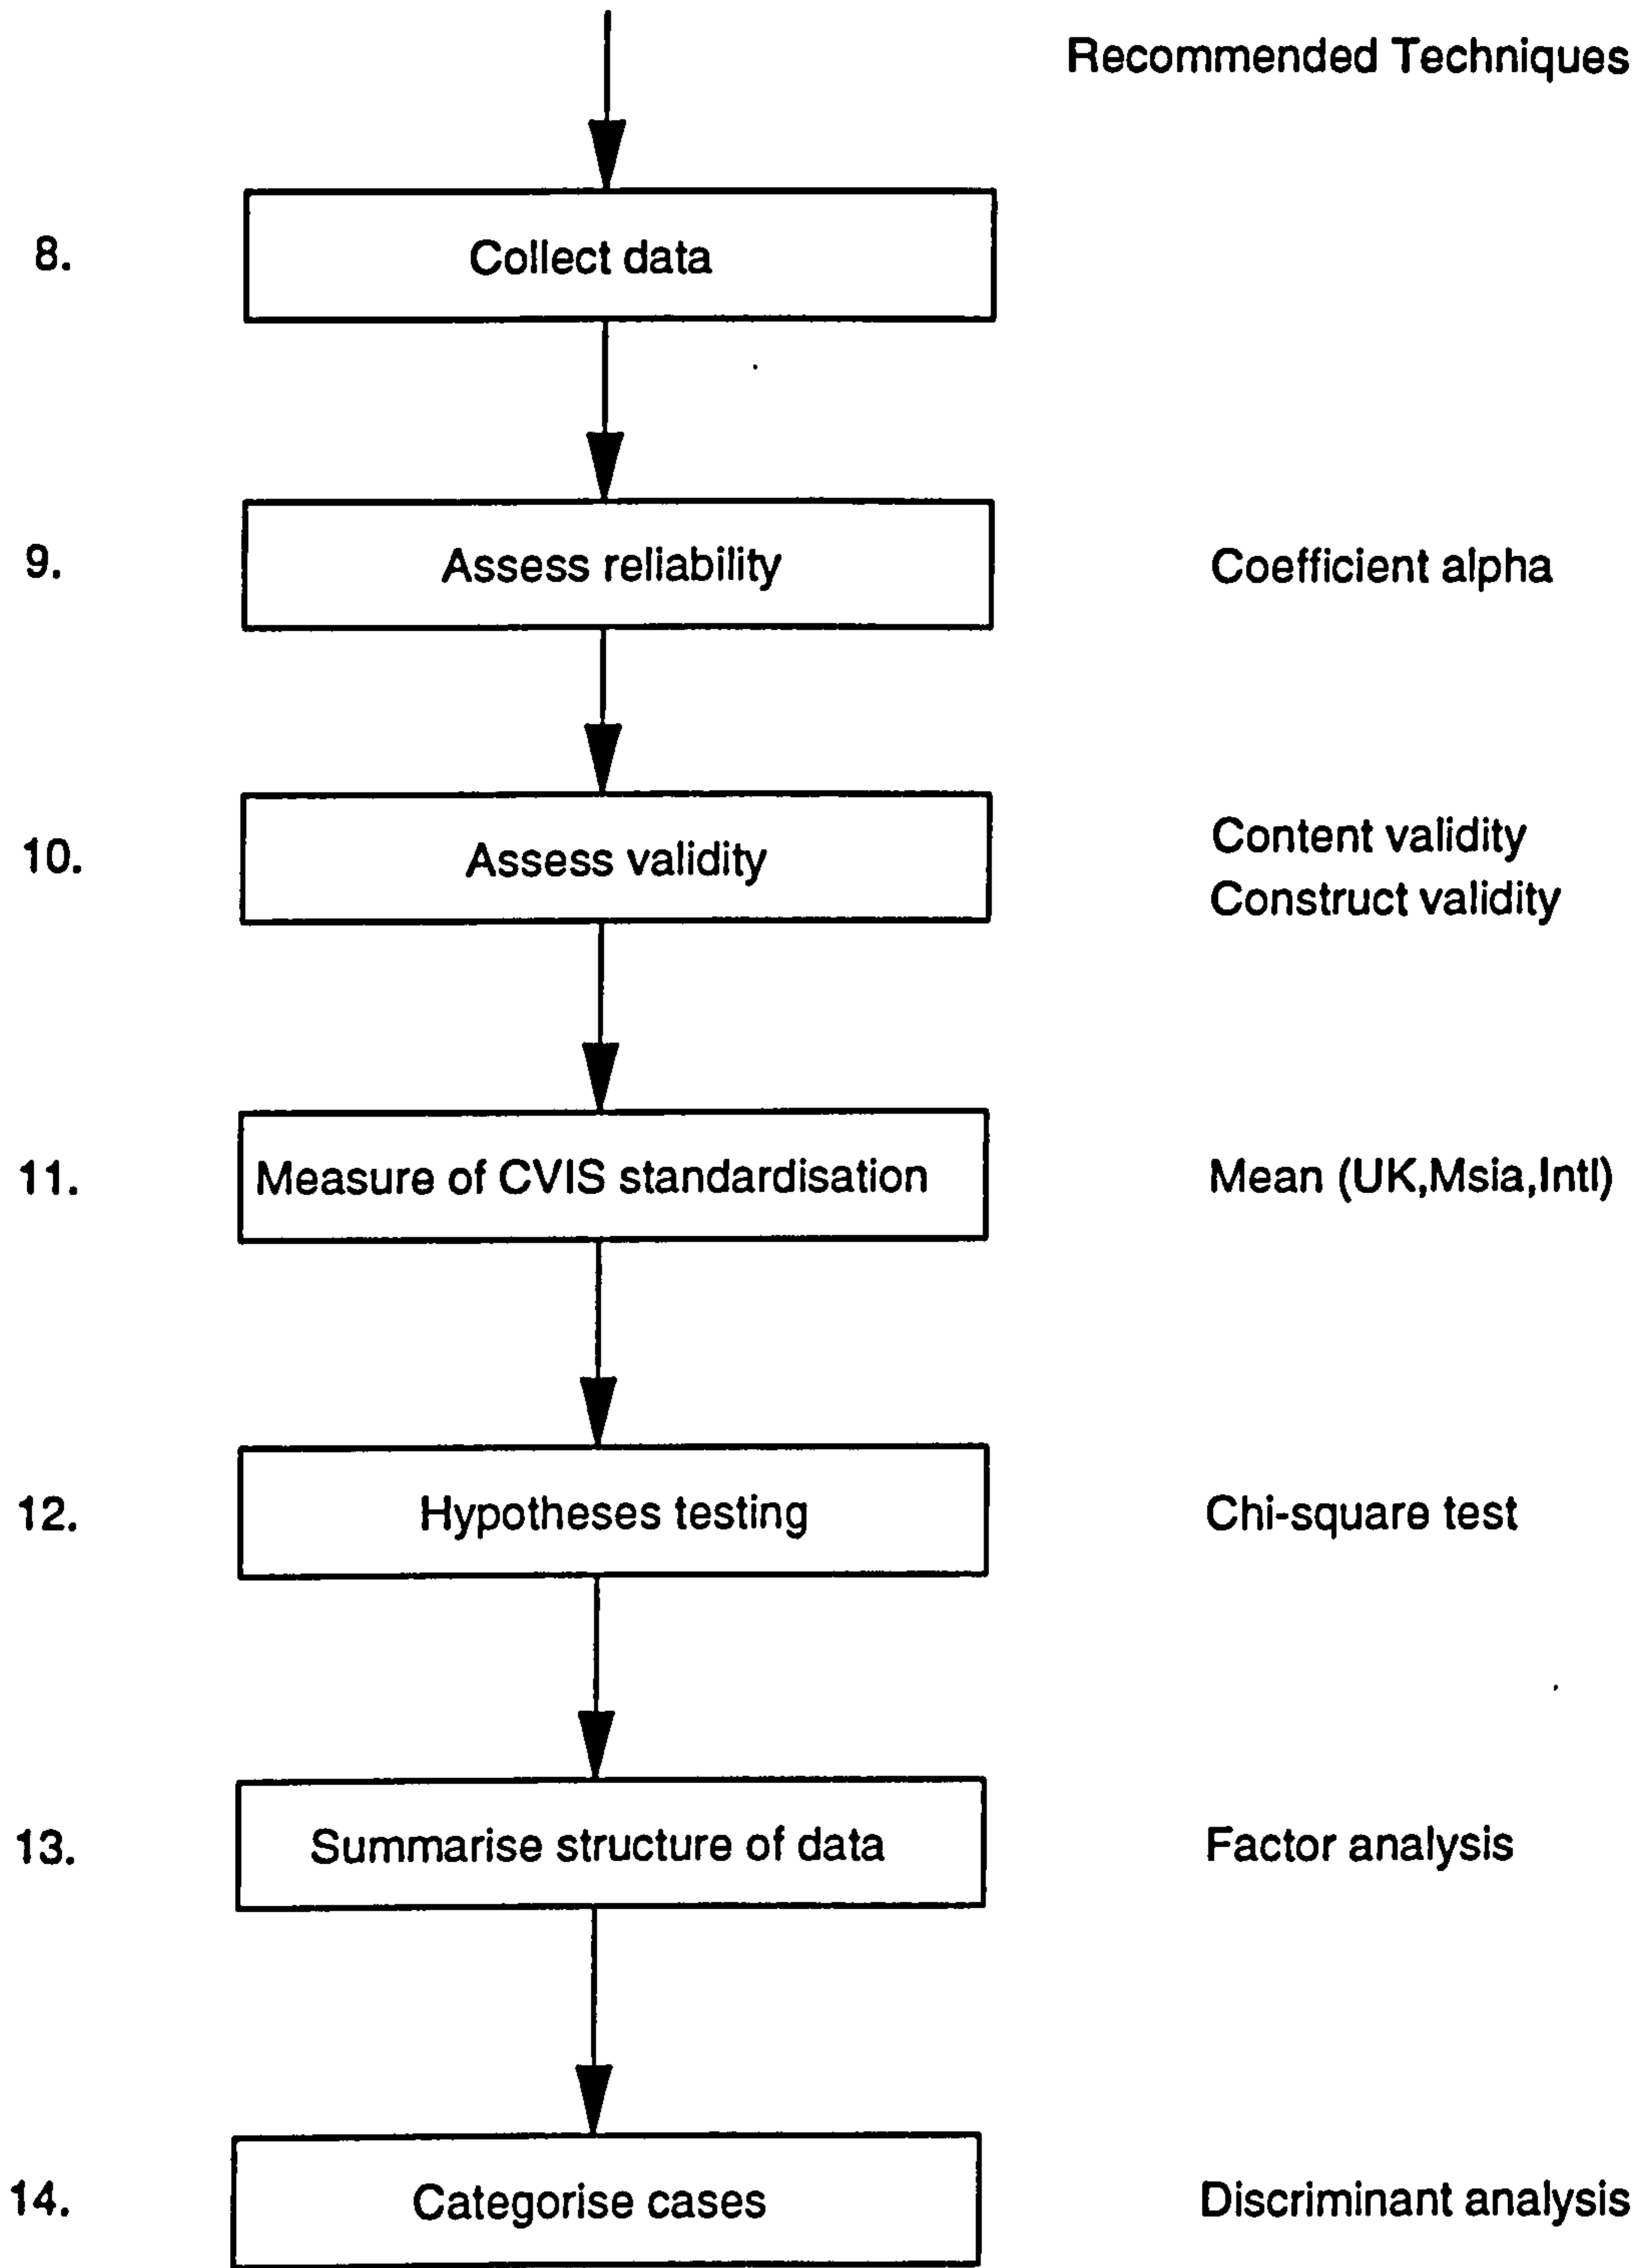 Recommended Techniques
8. Collect data
9. Assess reliability Coefficient alpha
10. Assess validity Content validity
Construct validity
11. Measure of CVIS standardisation Mean (UK,Msia,Intl)
12. Hypotheses testing Chi-square test
13. Summarise structure of data Factor analysis
14. Categorise cases Discriminant analysis